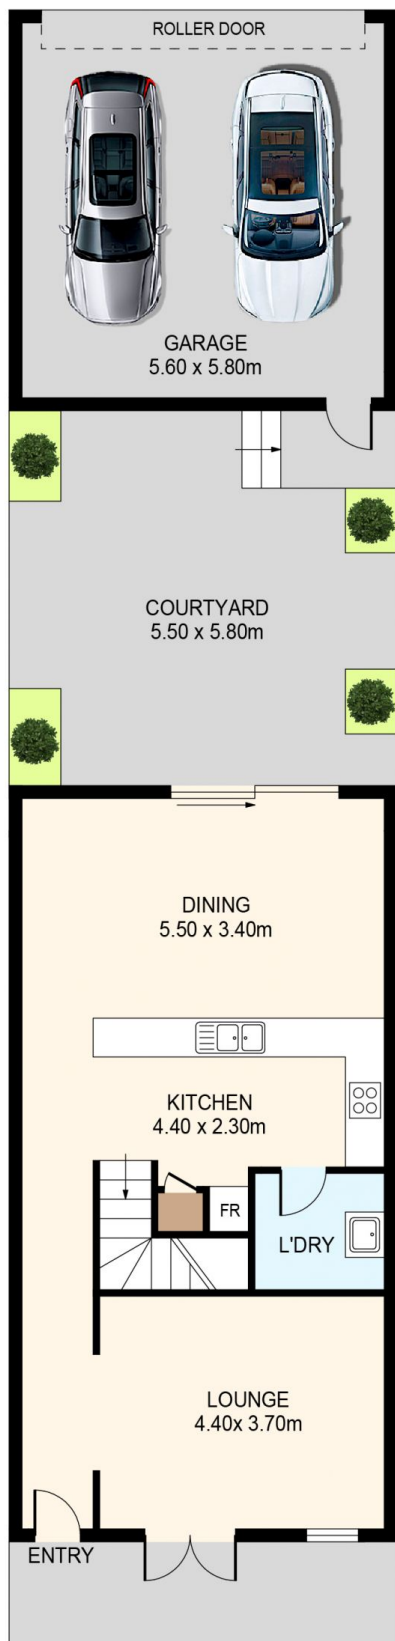 ROLLER DOOR
GARAGE
5.60 x 5.80m
COURTYARD
5.50 x 5.80m
DINING
5.50 x 3.40m
KITCHEN
4.40 x 2.30m
FR
L'DRY
LOUNGE
4.40x 3.70m
ENTRY